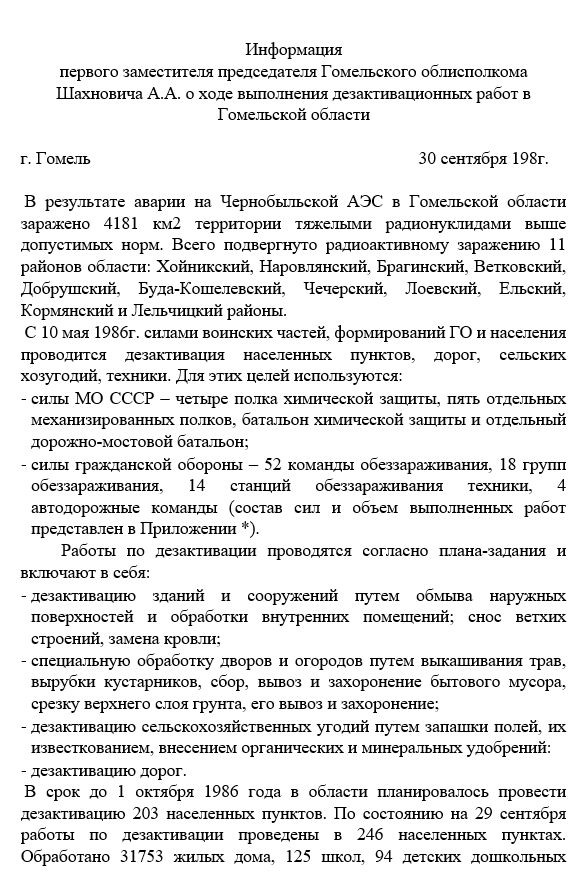 Информация
первого заместителя председателя Гомельского облисполкома
Шахновича А.А. о ходе выполнения дезактивационных работ в
Гомельской области
г. Гомель 30 сентября 198г.
В результате аварии на Чернобыльской АЭС в Гомельской области
заражено 4181 км2 территории тяжелыми радионуклидами выше
допустимых норм. Всего подвергнуто радиоактивному заражению 11
районов области: Хойникский, Наровлянский, Брагинский, Ветковский,
Добрушский, Буда-Кошелевский, Чечерский, Лоевский, Ельский,
Кормянский и Лельчицкий районы.
С 10 мая 1986г. силами воинских частей, формирований ГО и населения
проводится дезактивация населенных пунктов, дорог, сельских
хозугодий, техники. Для этих целей используются:
- силы МО СССР – четыре полка химической защиты, пять отдельных
механизированных полков, батальон химической защиты и отдельный
дорожно-мостовой батальон;
- силы гражданской обороны – 52 команды обеззараживания, 18 групп
обеззараживания, 14 станций обеззараживания техники, 4
автодорожные команды (состав сил и объем выполненных работ
представлен в Приложении *).
Работы по дезактивации проводятся согласно плана-задания и
включают в себя:
- дезактивацию зданий и сооружений путем обмыва наружных
поверхностей и обработки внутренних помещений; снос ветхих
строений, замена кровли;
- специальную обработку дворов и огородов путем выкашивания трав,
вырубки кустарников, сбор, вывоз и захоронение бытового мусора,
срезку верхнего слоя грунта, его вывоз и захоронение;
- дезактивацию сельскохозяйственных угодий путем запашки полей, их
известкованием, внесением органических и минеральных удобрений:
- дезактивацию дорог.
В срок до 1 октября 1986 года в области планировалось провести
дезактивацию 203 населенных пунктов. По состоянию на 29 сентября
работы по дезактивации проведены в 246 населенных пунктах.
Обработано 31753 жилых дома, 125 школ, 94 детских дошкольных